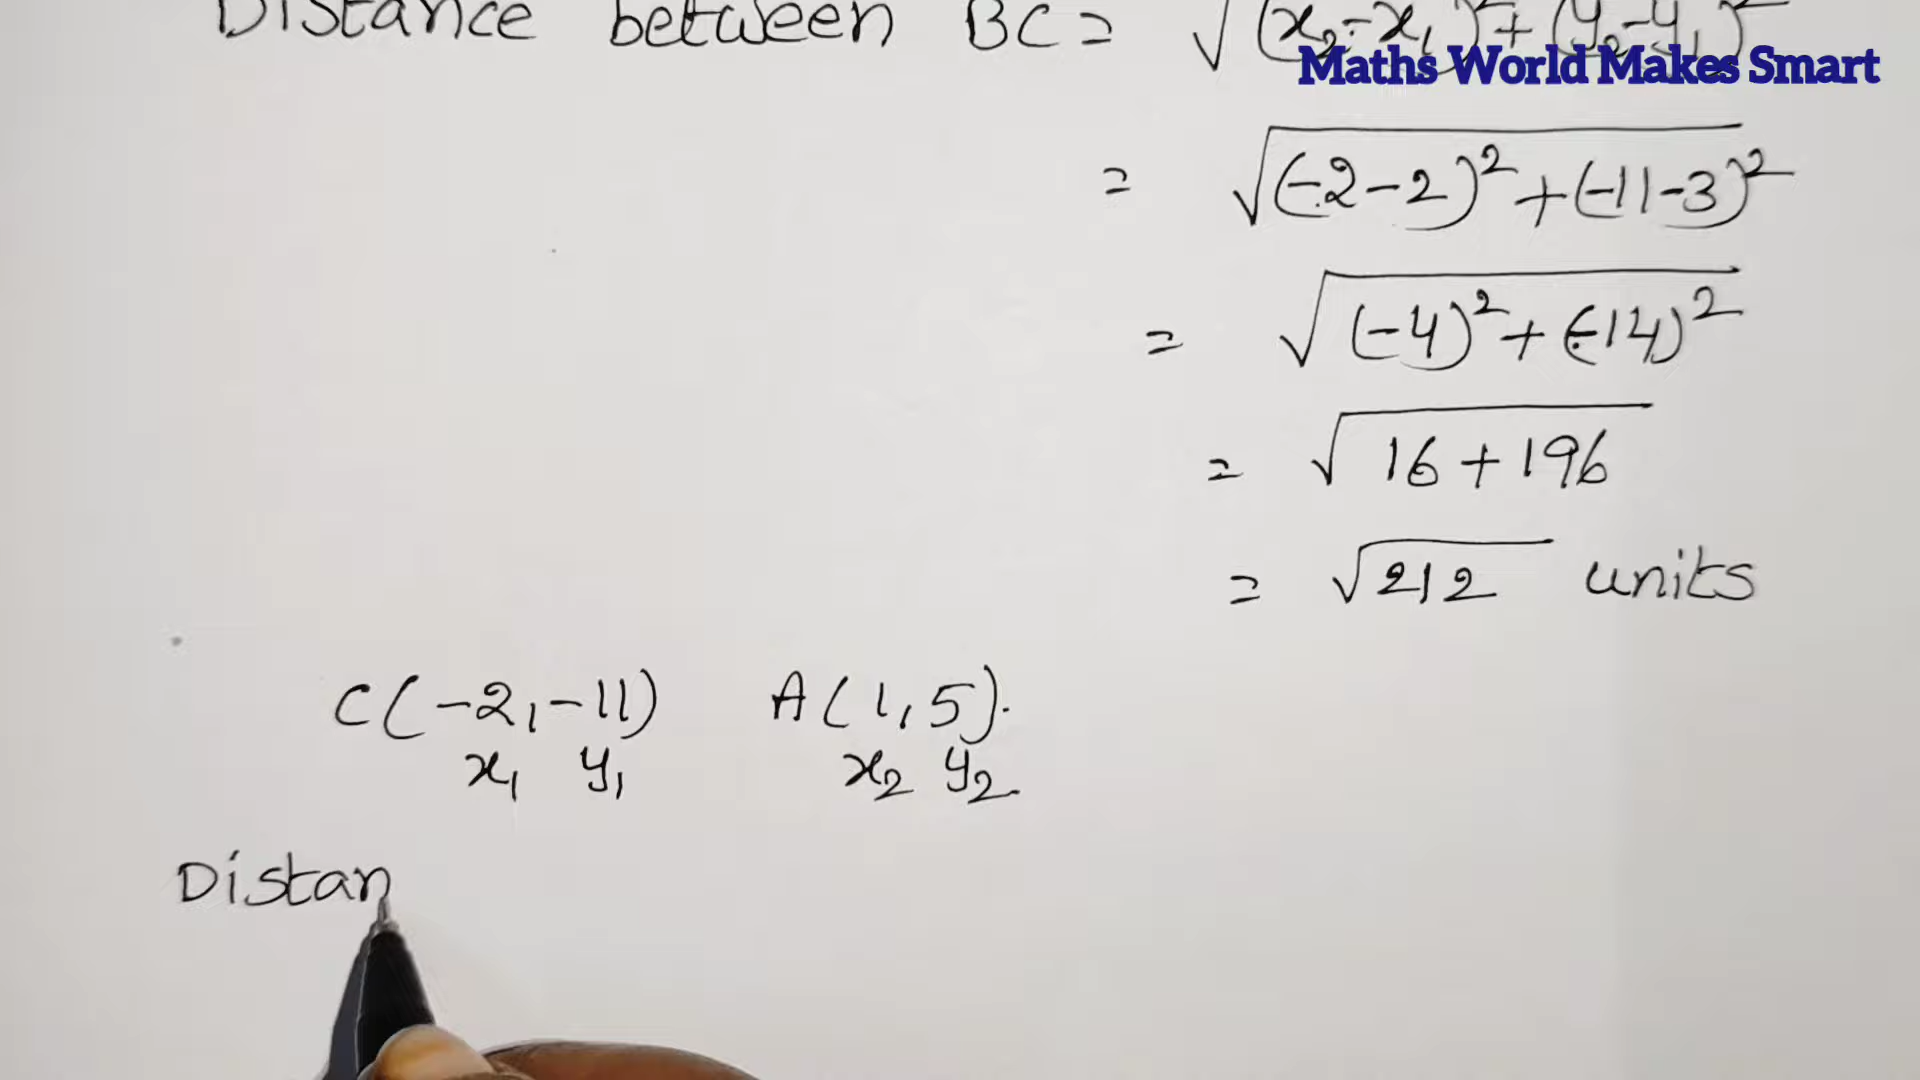 Distance between BC = √(x₂-x₁)²+(y₂-y₁)²
Maths World Makes Smart
= √(-2-2)²+(-11-3)²
= √(-4)²+(-14)²
= √16+196
= √212 units
C(-2,-11) A(1,5).
x₁ y₁ x₂ y₂.
Distan